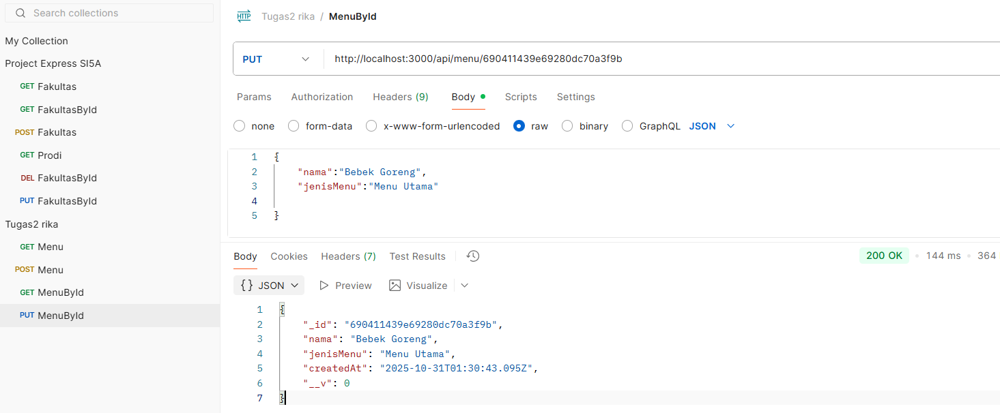 Search collections
My Collection
Project Express SI5A
GET Fakultas
GET FakultasById
POST Fakultas
GET Prodi
DEL FakultasById
PUT FakultasById
Tugas2 rika
GET Menu
POST Menu
GET MenuById
PUT MenuById
HTTP Tugas2 rika / MenuById
PUT http://localhost:3000/api/menu/690411439e69280dc70a3f9b
Params Authorization Headers (9) Body Scripts Settings
none form-data x-www-form-urlencoded raw binary GraphQL JSON
1 {
2 "nama":"Bebek Goreng",
3 "jenisMenu":"Menu Utama"
4
5 }
Body Cookies Headers (7) Test Results 200 OK 144 ms 364
{} JSON Preview Visualize
1 {
2 "_id": "690411439e69280dc70a3f9b",
3 "nama": "Bebek Goreng",
4 "jenisMenu": "Menu Utama",
5 "createdAt": "2025-10-31T01:30:43.095Z",
6 "__v": 0
7 }